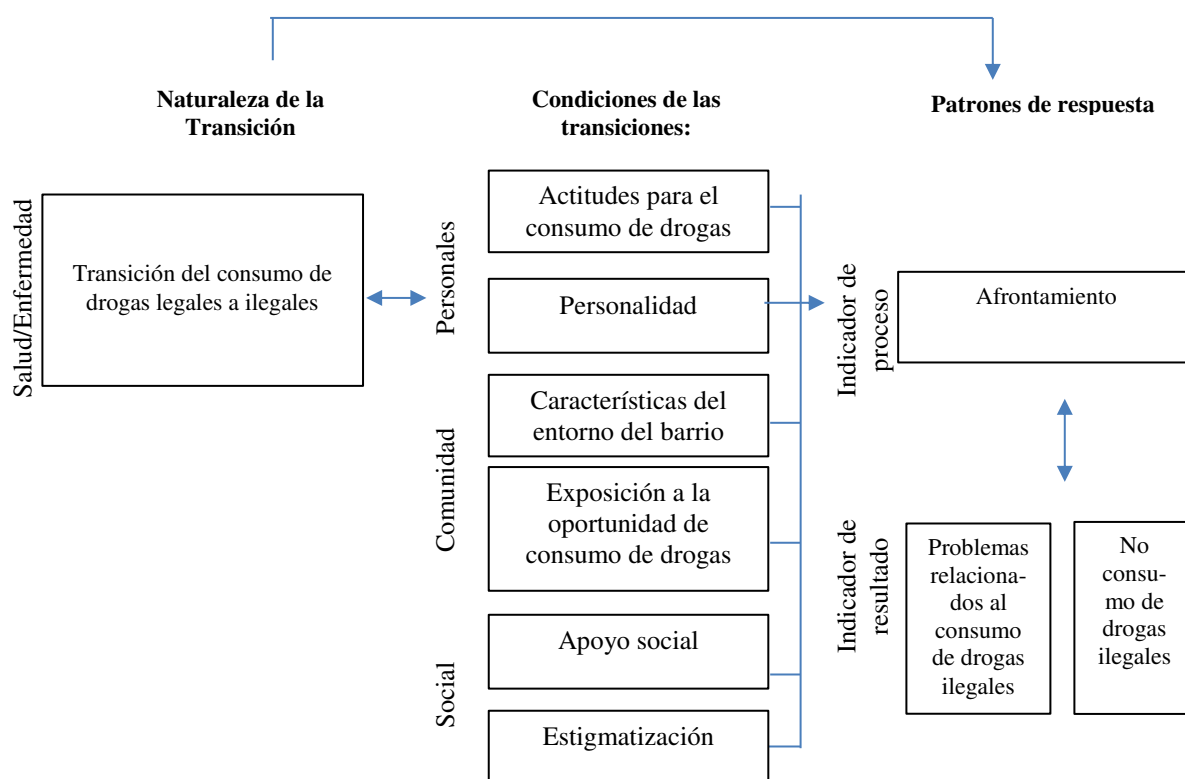 Naturaleza de la
Transición
Condiciones de las
transiciones:
Patrones de respuesta
Salud/Enfermedad
Transición del consumo de
drogas legales a ilegales
Personales
Actitudes para el
consumo de drogas
Personalidad
Comunidad
Características del
entorno del barrio
Exposición a la
oportunidad de
consumo de drogas
Social
Apoyo social
Estigmatización
Indicador de
proceso
Afrontamiento
Indicador de
resultado
Problemas
relaciona-
dos al
consumo
de drogas
ilegales
No
consu-
mo de
drogas
ilegales